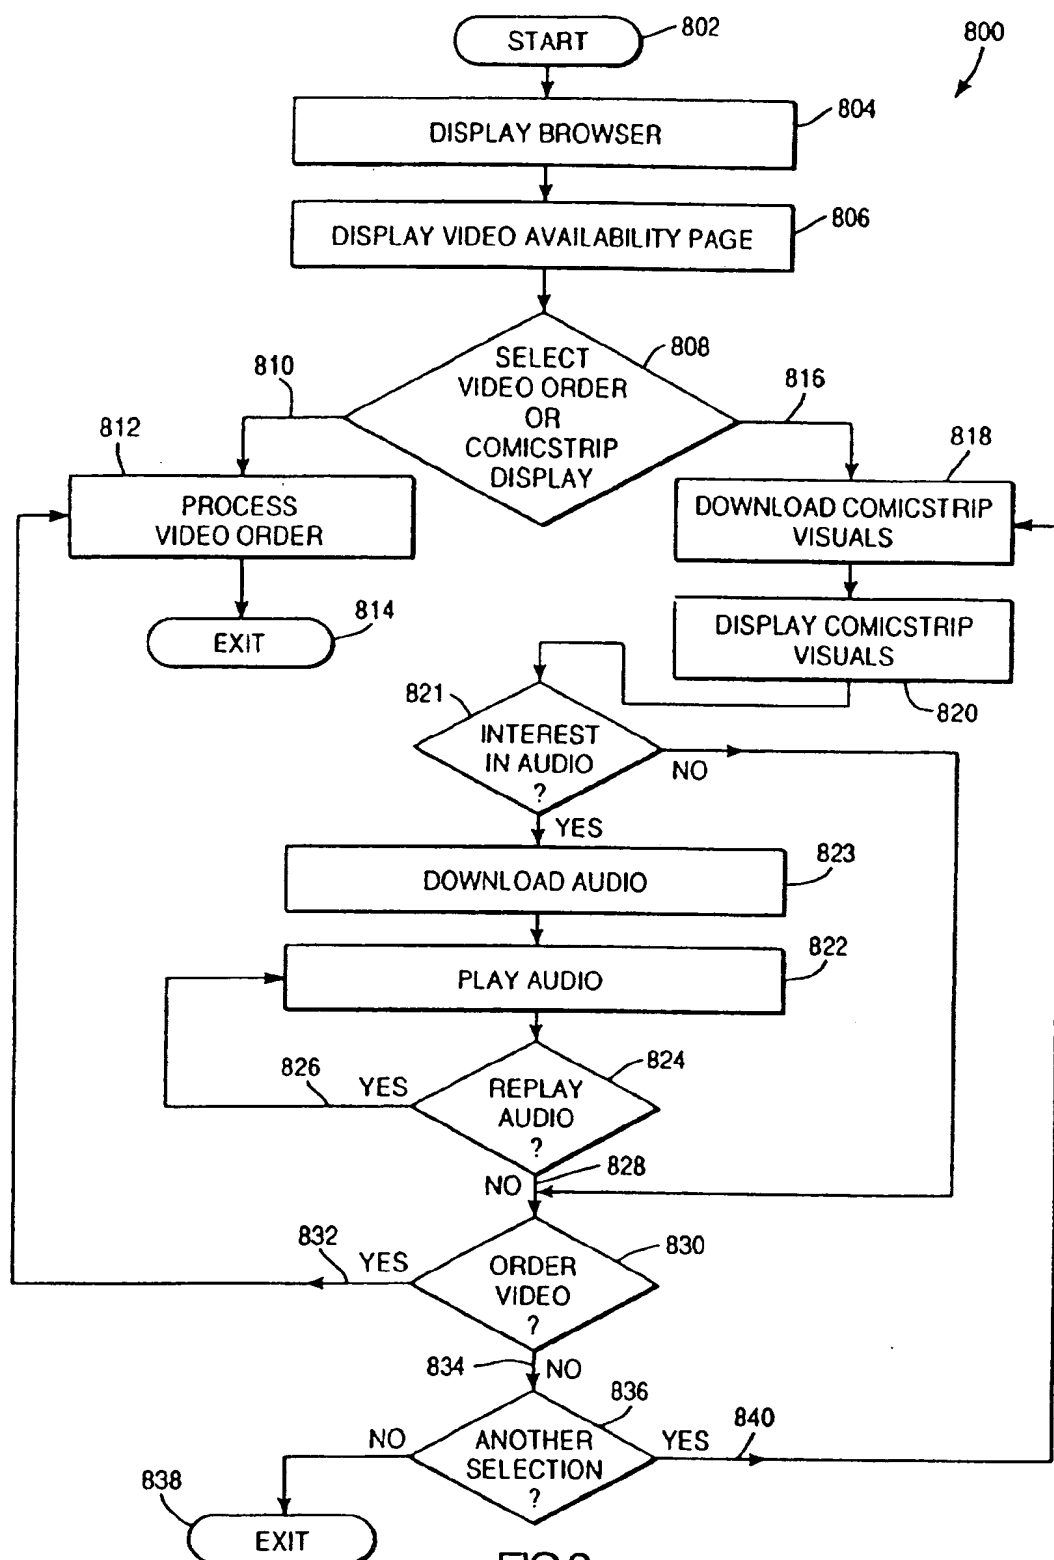 START
802
800
DISPLAY BROWSER
804
DISPLAY VIDEO AVAILABILITY PAGE
806
SELECT
VIDEO ORDER
OR
COMICSTRIP
DISPLAY
808
810
816
812
PROCESS
VIDEO ORDER
818
DOWNLOAD COMICSTRIP
VISUALS
EXIT
814
DISPLAY COMICSTRIP
VISUALS
820
821
INTEREST
IN AUDIO
?
NO
YES
DOWNLOAD AUDIO
823
PLAY AUDIO
822
826
YES
REPLAY
AUDIO
?
824
NO
828
832
YES
ORDER
VIDEO
?
830
834
NO
836
NO
ANOTHER
SELECTION
?
YES
840
838
EXIT